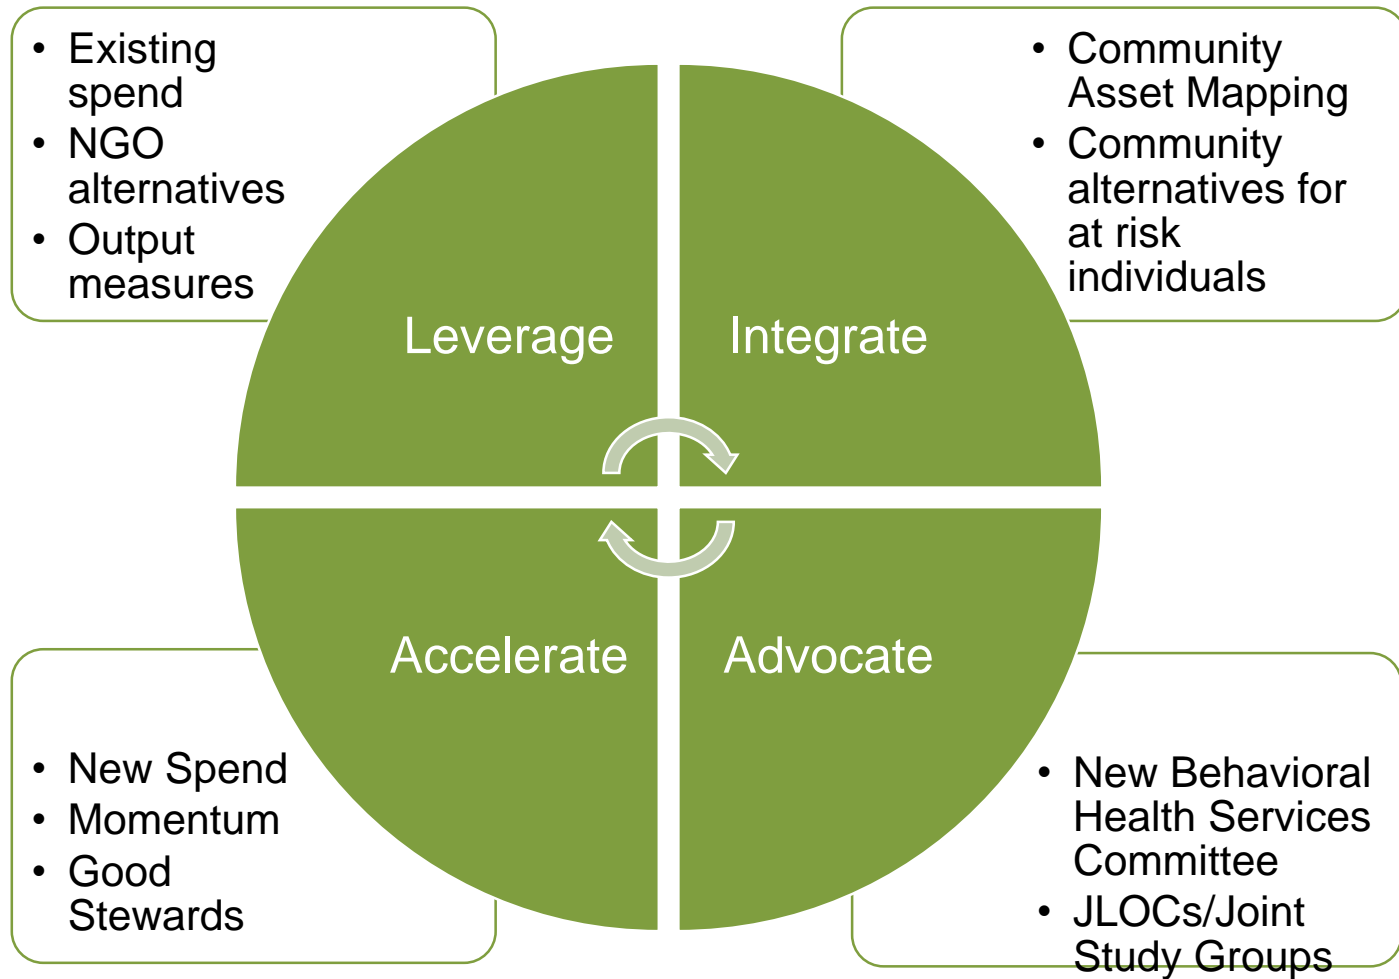 • Existing
spend
• NGO
alternatives
• Output
measures
• Community
Asset Mapping
• Community
alternatives for
at risk
individuals
Leverage
Integrate
Accelerate
Advocate
• New Spend
• Momentum
• Good
Stewards
• New Behavioral
Health Services
Committee
• JLOCs/Joint
Study Groups